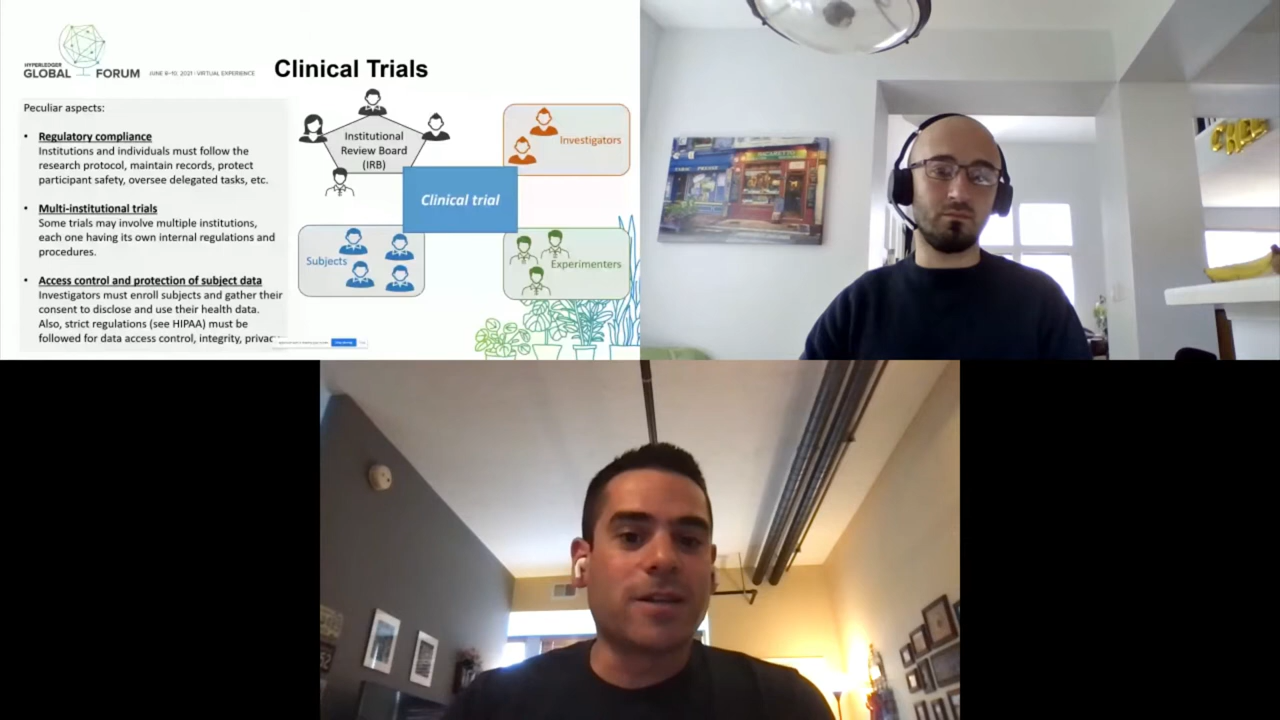 HYPERLEDGER
GLOBAL FORUM
JUNE 8-10, 2021 · VIRTUAL EXPERIENCE
Clinical Trials
Peculiar aspects:
• Regulatory compliance
Institutions and individuals must follow the
research protocol, maintain records, protect
participant safety, oversee delegated tasks, etc.
• Multi-institutional trials
Some trials may involve multiple institutions,
each one having its own internal regulations and
procedures.
• Access control and protection of subject data
Investigators must enroll subjects and gather their
consent to disclose and use their health data.
Also, strict regulations (see HIPAA) must be
followed for data access control, integrity, privac
Institutional
Review Board
(IRB)
Investigators
Clinical trial
Subjects
Experimenters